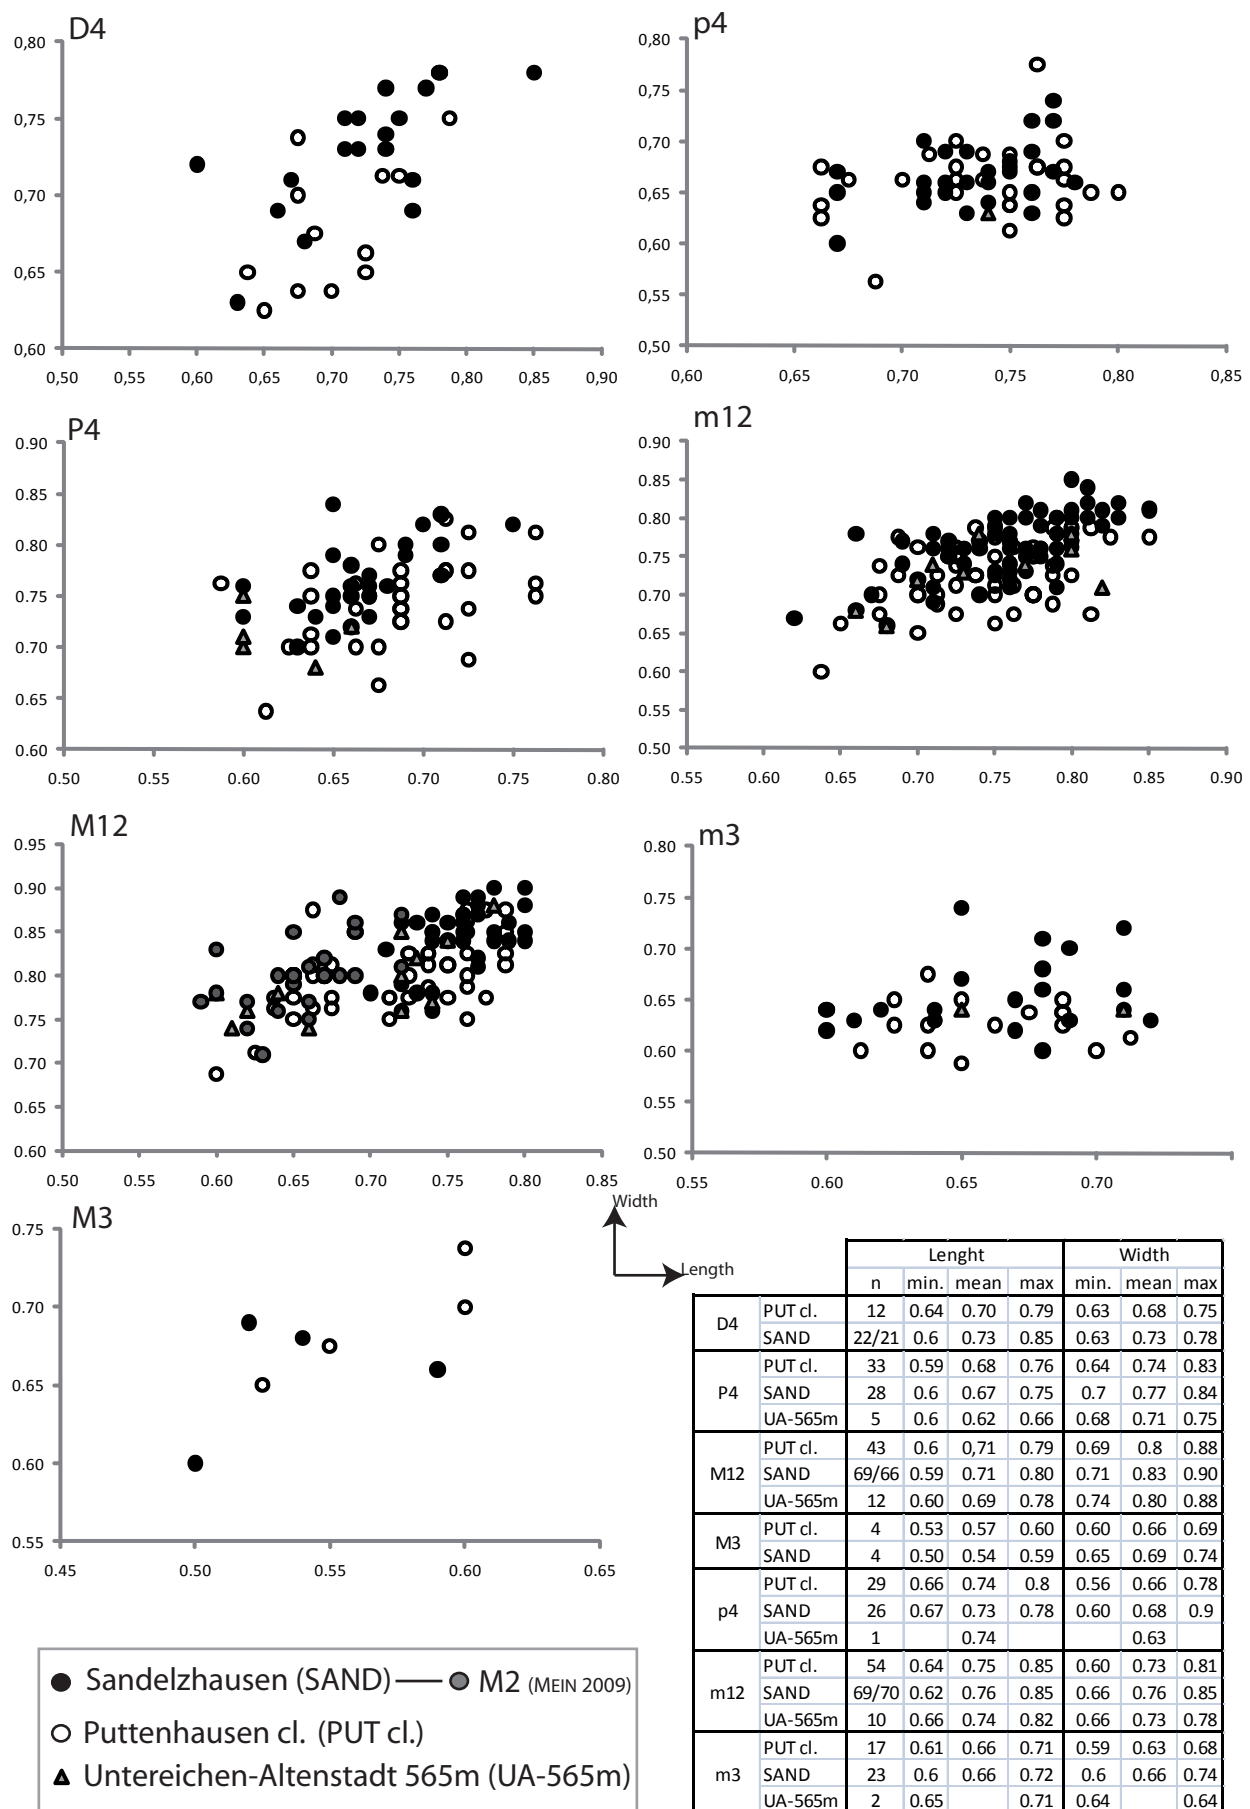 D4
0,80
0,75
0,70
0,65
0,60
0,50 0,55 0,60 0,65 0,70 0,75 0,80 0,85 0,90
p4
0,80
0,75
0,70
0,65
0,60
0,55
0,50
0,60 0,65 0,70 0,75 0,80 0,85
P4
0.90
0.85
0.80
0.75
0.70
0.65
0.60
0.50 0.55 0.60 0.65 0.70 0.75 0.80
m12
0.90
0.85
0.80
0.75
0.70
0.65
0.60
0.55
0.50
0.55 0.60 0.65 0.70 0.75 0.80 0.85 0.90
M12
0.95
0.90
0.85
0.80
0.75
0.70
0.65
0.60
0.50 0.55 0.60 0.65 0.70 0.75 0.80 0.85
m3
0.80
0.75
0.70
0.65
0.60
0.55
0.50
0.55 0.60 0.65 0.70
M3
0.75
0.70
0.65
0.60
0.55
0.45 0.50 0.55 0.60 0.65
Width
Length
Lenght Width
n min. mean max min. mean max
D4 PUT cl. 12 0.64 0.70 0.79 0.63 0.68 0.75
SAND 22/21 0.6 0.73 0.85 0.63 0.73 0.78
P4 PUT cl. 33 0.59 0.68 0.76 0.64 0.74 0.83
SAND 28 0.6 0.67 0.75 0.7 0.77 0.84
UA-565m 5 0.6 0.62 0.66 0.68 0.71 0.75
M12 PUT cl. 43 0.6 0,71 0.79 0.69 0.8 0.88
SAND 69/66 0.59 0.71 0.80 0.71 0.83 0.90
UA-565m 12 0.60 0.69 0.78 0.74 0.80 0.88
M3 PUT cl. 4 0.53 0.57 0.60 0.60 0.66 0.69
SAND 4 0.50 0.54 0.59 0.65 0.69 0.74
p4 PUT cl. 29 0.66 0.74 0.8 0.56 0.66 0.78
SAND 26 0.67 0.73 0.78 0.60 0.68 0.9
UA-565m 1 0.74 0.63
m12 PUT cl. 54 0.64 0.75 0.85 0.60 0.73 0.81
SAND 69/70 0.62 0.76 0.85 0.66 0.76 0.85
UA-565m 10 0.66 0.74 0.82 0.66 0.73 0.78
m3 PUT cl. 17 0.61 0.66 0.71 0.59 0.63 0.68
SAND 23 0.6 0.66 0.72 0.6 0.66 0.74
UA-565m 2 0.65 0.71 0.64 0.64
Sandelzhausen (SAND) M2 (MEIN 2009)
Puttenhausen cl. (PUT cl.)
Untereichen-Altenstadt 565m (UA-565m)